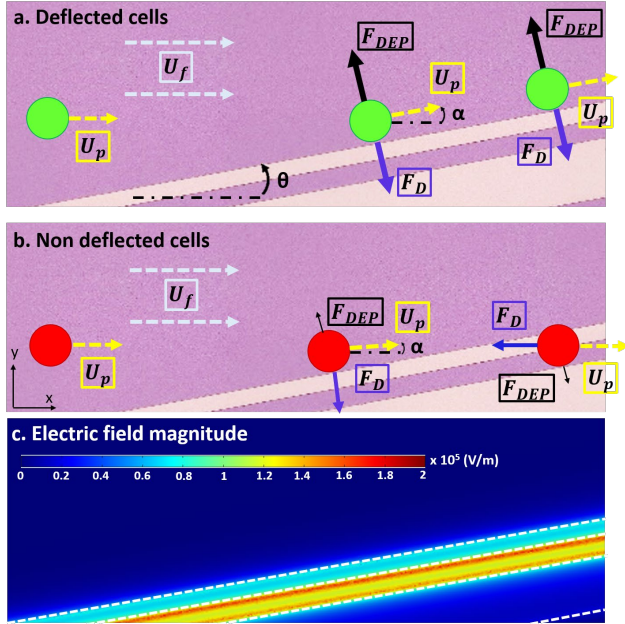 a. Deflected cells
F_DEP
F_DEP
U_f
U_p
U_p
α
U_p
F_D
θ
F_D
b. Non deflected cells
F_DEP
U_p
F_D
U_f
α
U_p
F_D
F_DEP
U_p
y
x
c. Electric field magnitude
x 10⁵ (V/m)
0 0.2 0.4 0.6 0.8 1 1.2 1.4 1.6 1.8 2